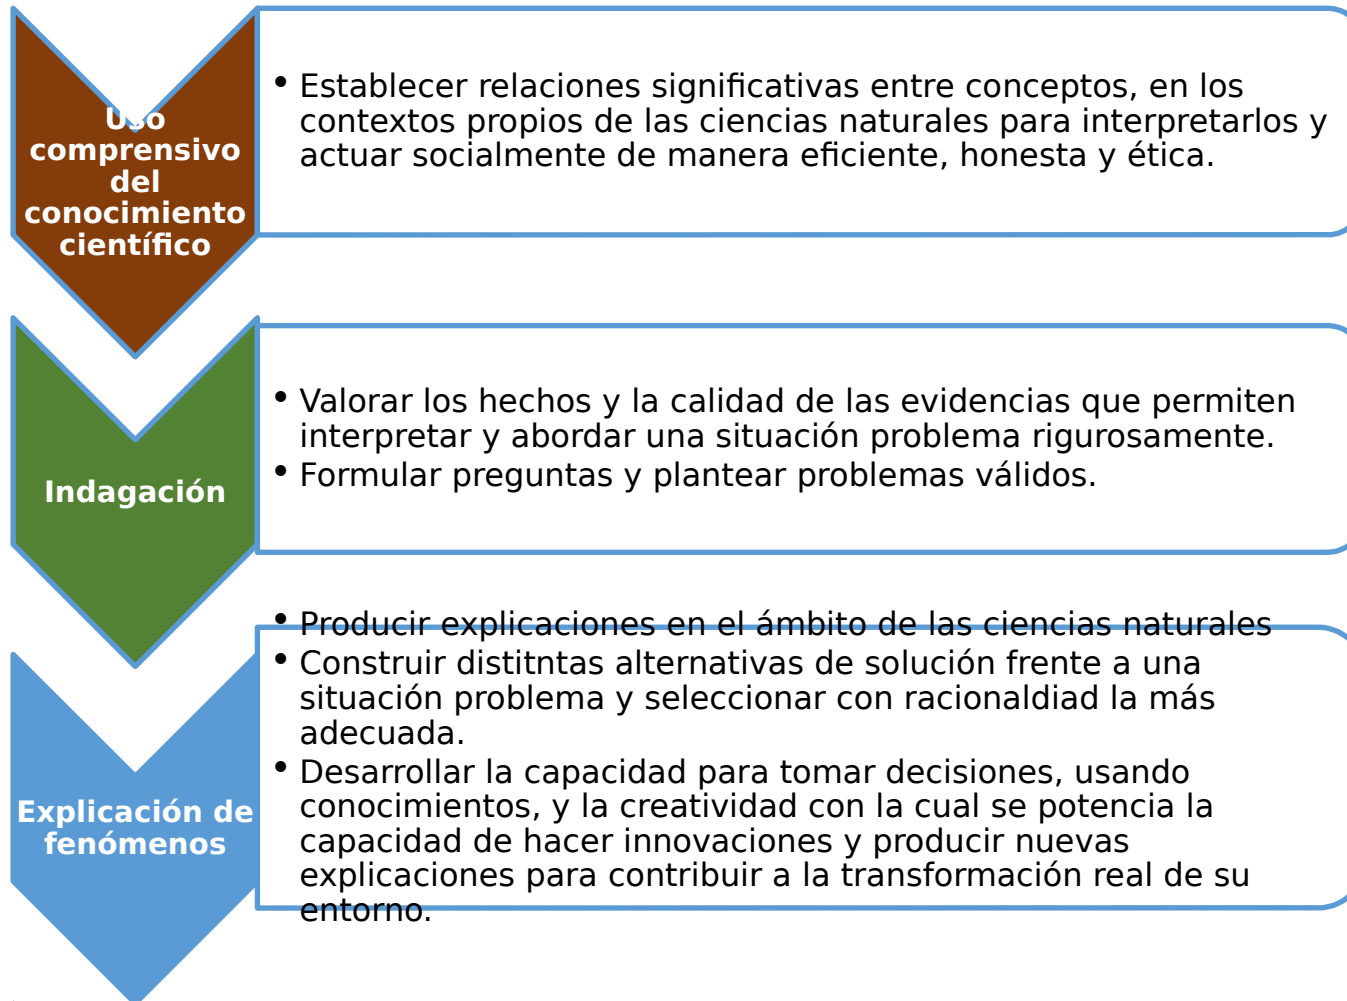 Uso
comprensivo
del
conocimiento
científico
• Establecer relaciones significativas entre conceptos, en los
contextos propios de las ciencias naturales para interpretarlos y
actuar socialmente de manera eficiente, honesta y ética.
Indagación
• Valorar los hechos y la calidad de las evidencias que permiten
interpretar y abordar una situación problema rigurosamente.
• Formular preguntas y plantear problemas válidos.
Explicación de
fenómenos
• Producir explicaciones en el ámbito de las ciencias naturales
• Construir distitntas alternativas de solución frente a una
situación problema y seleccionar con racionaldiad la más
adecuada.
• Desarrollar la capacidad para tomar decisiones, usando
conocimientos, y la creatividad con la cual se potencia la
capacidad de hacer innovaciones y producir nuevas
explicaciones para contribuir a la transformación real de su
entorno.